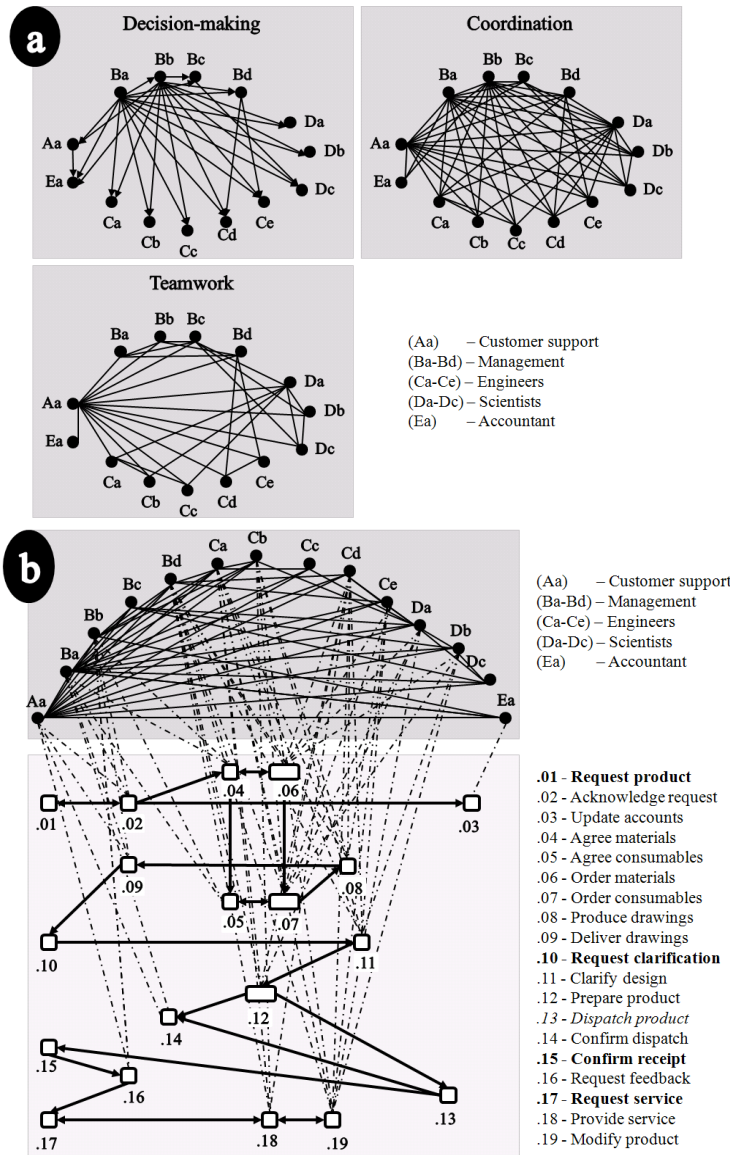 a
Decision-making
Coordination
Bb
Bc
Ba
Bd
Da
Aa
Db
Ea
Dc
Ca
Ce
Cb
Cd
Cc
Bb
Bc
Ba
Bd
Da
Aa
Db
Ea
Dc
Ca
Ce
Cb
Cc
Cd
Teamwork
Bb
Bc
Ba
Bd
Da
Aa
Db
Ea
Dc
Ca
Ce
Cb
Cc
Cd
(Aa) – Customer support
(Ba-Bd) – Management
(Ca-Ce) – Engineers
(Da-Dc) – Scientists
(Ea) – Accountant
b
Cb
Ca
Cc
Cd
Bd
Ce
Bc
Da
Bb
Db
Ba
Dc
Aa
Ea
(Aa) – Customer support
(Ba-Bd) – Management
(Ca-Ce) – Engineers
(Da-Dc) – Scientists
(Ea) – Accountant
.04
.06
.01
.02
.03
.09
.08
.05
.07
.10
.11
.12
.14
.15
.16
.13
.17
.18
.19
.01 - Request product
.02 - Acknowledge request
.03 - Update accounts
.04 - Agree materials
.05 - Agree consumables
.06 - Order materials
.07 - Order consumables
.08 - Produce drawings
.09 - Deliver drawings
.10 - Request clarification
.11 - Clarify design
.12 - Prepare product
.13 - Dispatch product
.14 - Confirm dispatch
.15 - Confirm receipt
.16 - Request feedback
.17 - Request service
.18 - Provide service
.19 - Modify product